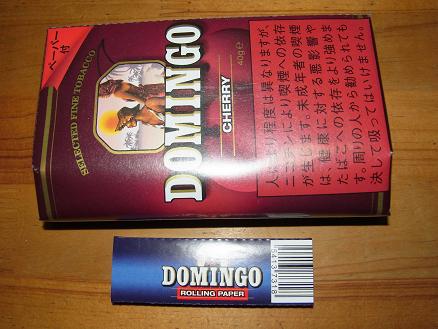 ペーパー付
SELECTED FINE TOBACCO
DOMINGO
CHERRY
40g e
人により程度は異なりますが、
ニコチンにより喫煙への依存
が生じます。未成年者の喫煙
は、健康に対する悪影響や
たばこへの依存をより強めま
す。周りの人から勧められても
決して吸ってはいけません。
DOMINGO
ROLLING PAPER